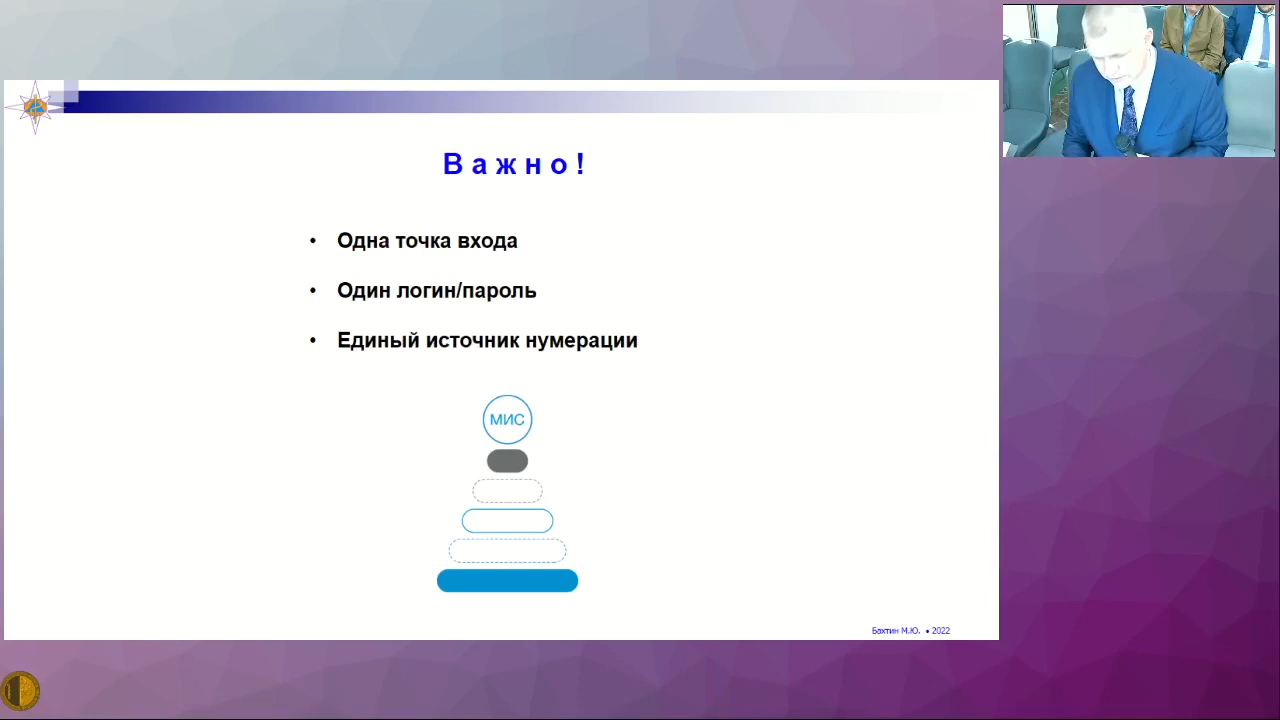 Важно!
• Одна точка входа
• Один логин/пароль
• Единый источник нумерации
МИС
Бахтин М.Ю. • 2022